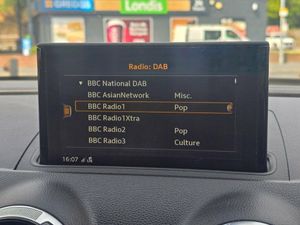 GREGGS
Radio: DAB
BBC National DAB
BBC AsianNetwork Misc.
BBC Radio1 Pop
BBC Radio1Xtra
BBC Radio2 Pop
BBC Radio3 Culture
16:07